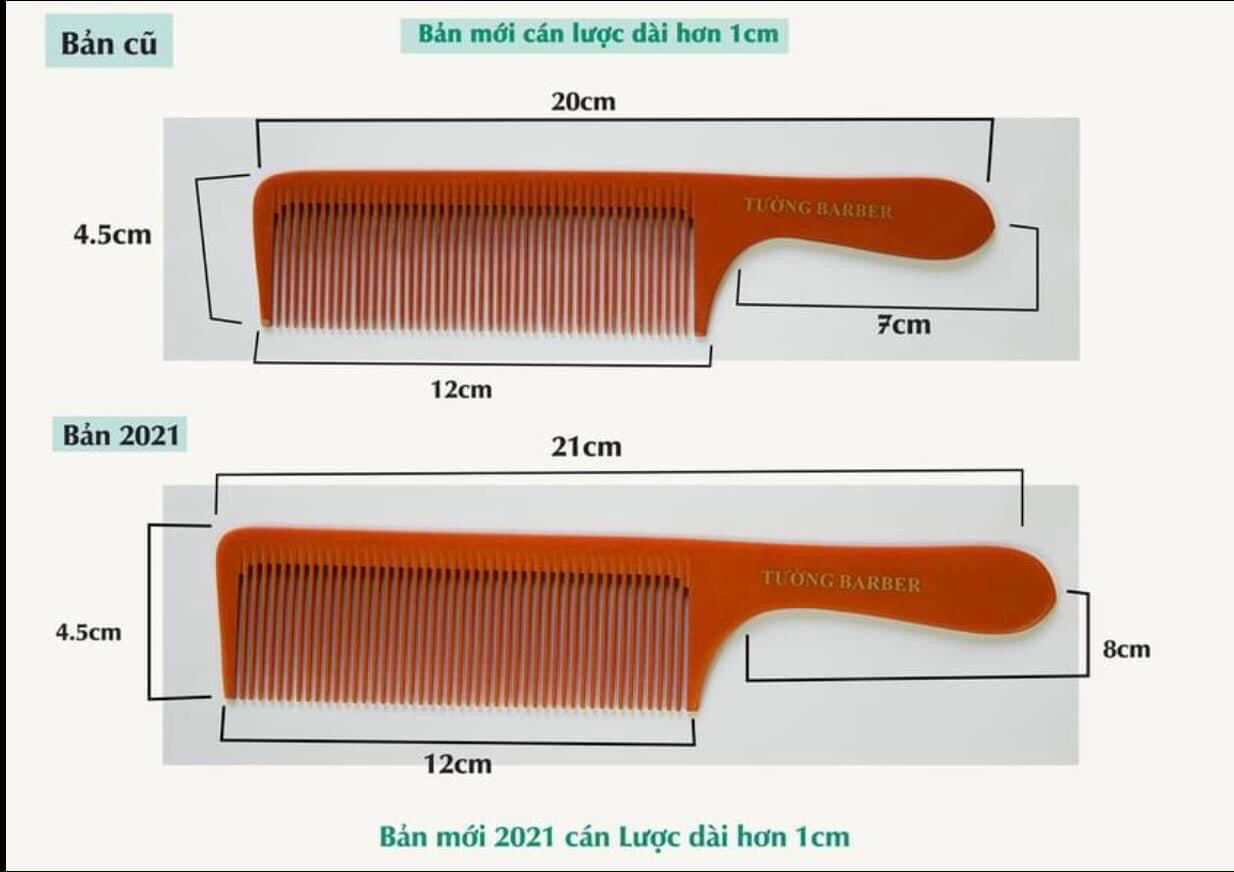 Bản cũ
Bản mới cán lược dài hơn 1cm
20cm
4.5cm
TƯỜNG BARBER
7cm
12cm
Bản 2021
21cm
TƯỜNG BARBER
4.5cm
8cm
12cm
Bản mới 2021 cán Lược dài hơn 1cm